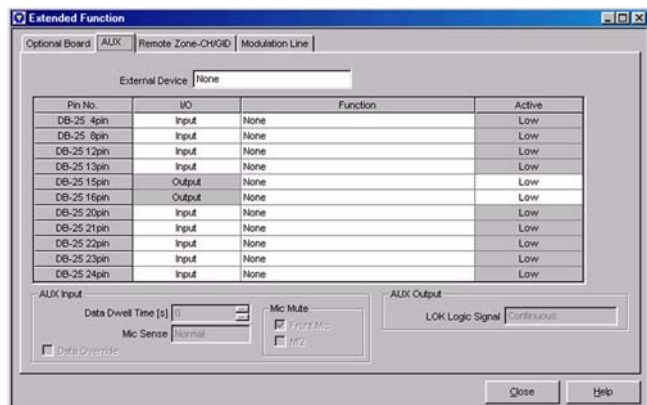 Extended Function
Optional Board AUX Remote Zone-CH/GID Modulation Line
External Device None
Pin No. I/O Function Active
DB-25 4pin Input None Low
DB-25 8pin Input None Low
DB-25 12pin Input None Low
DB-25 13pin Input None Low
DB-25 15pin Output None Low
DB-25 16pin Output None Low
DB-25 20pin Input None Low
DB-25 21pin Input None Low
DB-25 22pin Input None Low
DB-25 23pin Input None Low
DB-25 24pin Input None Low
AUX Input
Data Dwell Time [s] 0
Mic Sense Normal
Data Override
Mic Mute
Front Mic
MI2
AUX Output
LOK Logic Signal Continuous
Close Help